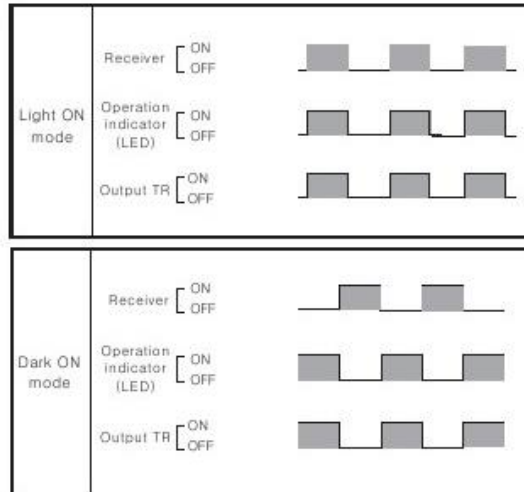 Light ON
mode
Receiver
ON
OFF
Operation
indicator
(LED)
ON
OFF
Output TR
ON
OFF
Dark ON
mode
Receiver
ON
OFF
Operation
indicator
(LED)
ON
OFF
Output TR
ON
OFF